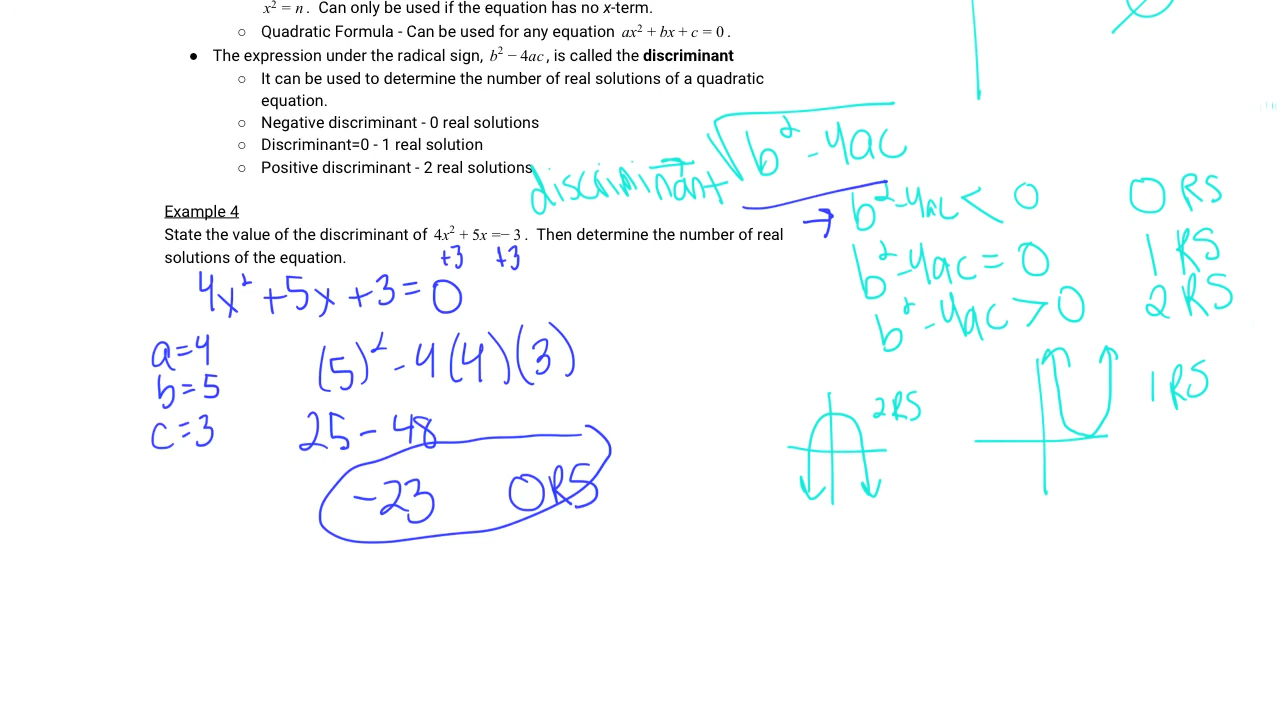 x² = n. Can only be used if the equation has no x-term.
○ Quadratic Formula - Can be used for any equation ax² + bx + c = 0.
● The expression under the radical sign, b² − 4ac, is called the discriminant
○ It can be used to determine the number of real solutions of a quadratic
equation.
○ Negative discriminant - 0 real solutions
○ Discriminant=0 - 1 real solution
○ Positive discriminant - 2 real solutions
discriminant √b²-4ac
→ b²-4ac < 0 0 RS
b²-4ac = 0 1 RS
b²-4ac > 0 2 RS
2RS
1 RS
Example 4
State the value of the discriminant of 4x² + 5x =− 3. Then determine the number of real
solutions of the equation.
+3 +3
4x² +5x +3 = 0
a=4
b=5
c=3
(5)² - 4(4)(3)
25 - 48
-23 0RS